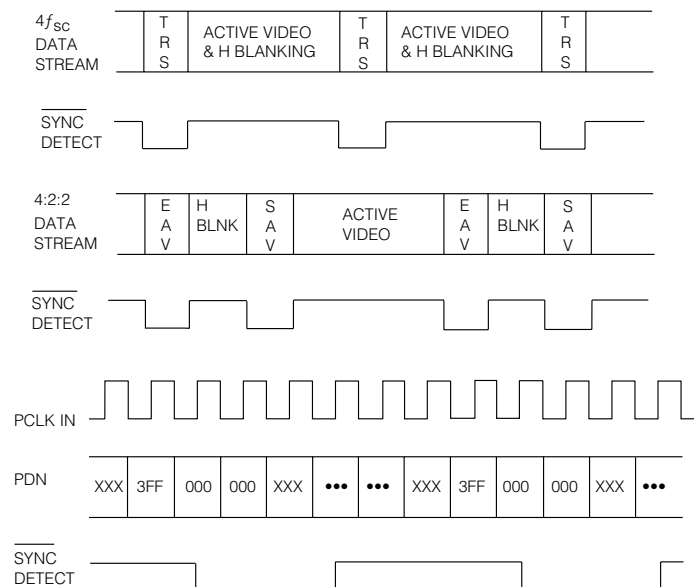 4fSC
DATA
STREAM
T
R
S
ACTIVE VIDEO
& H BLANKING
T
R
S
ACTIVE VIDEO
& H BLANKING
T
R
S
SYNC
DETECT
4:2:2
DATA
STREAM
E
A
V
H
BLNK
S
A
V
ACTIVE
VIDEO
E
A
V
H
BLNK
S
A
V
SYNC
DETECT
PCLK IN
PDN
XXX 3FF 000 000 XXX ••• ••• XXX 3FF 000 000 XXX •••
SYNC
DETECT